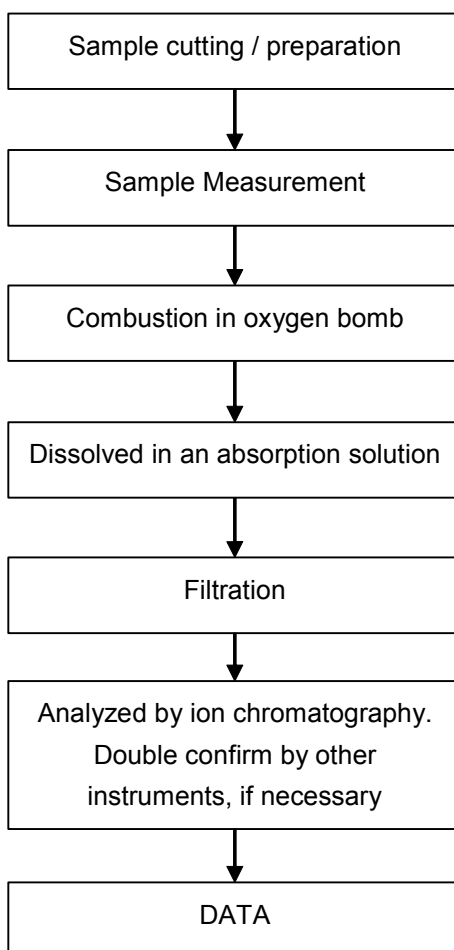 Sample cutting / preparation
Sample Measurement
Combustion in oxygen bomb
Dissolved in an absorption solution
Filtration
Analyzed by ion chromatography.
Double confirm by other
instruments, if necessary
DATA